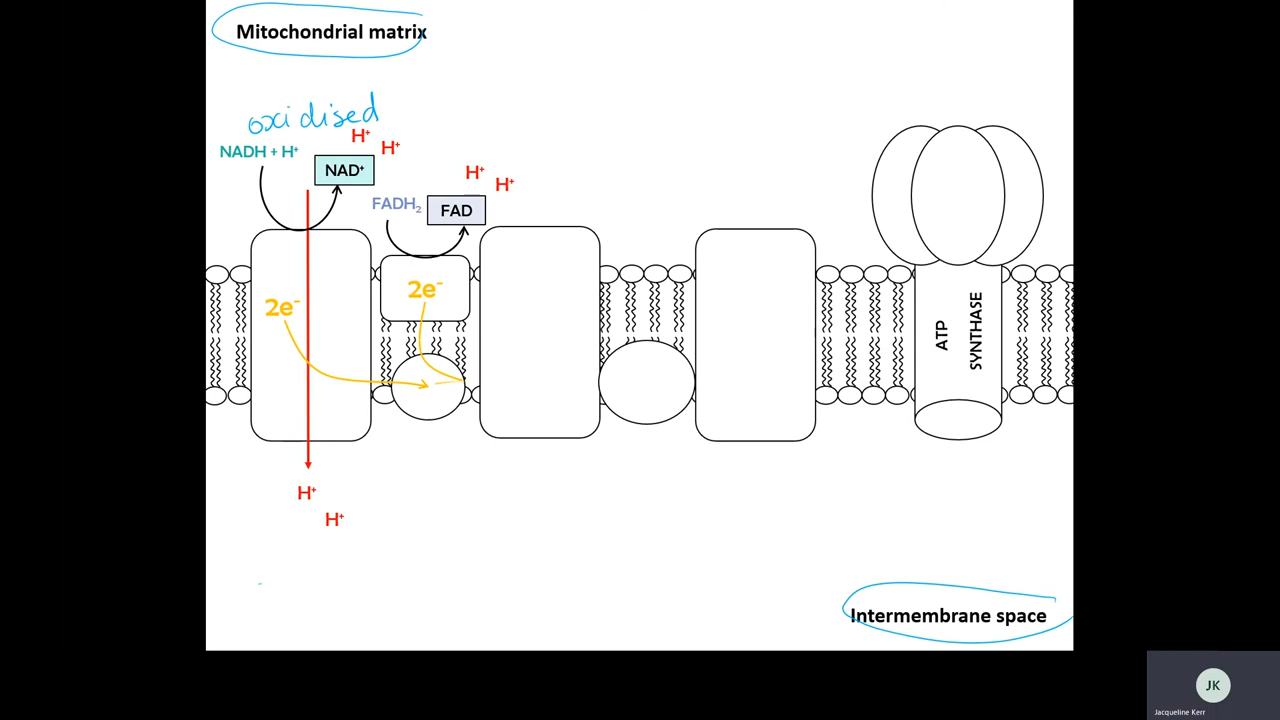 Mitochondrial matrix
oxidised
H⁺
H⁺
NADH + H⁺
NAD⁺
H⁺
H⁺
FADH₂
FAD
2e⁻
2e⁻
ATP
SYNTHASE
H⁺
H⁺
Intermembrane space
JK
Jacqueline Kerr